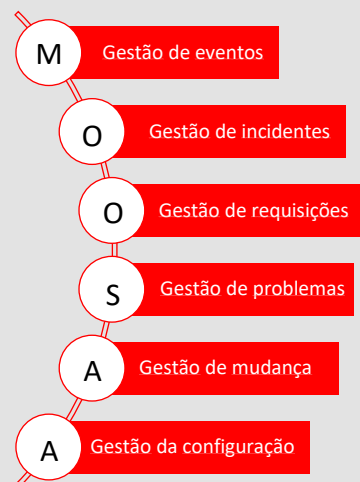 M Gestão de eventos
O Gestão de incidentes
O Gestão de requisições
S Gestão de problemas
A Gestão de mudança
A Gestão da configuração